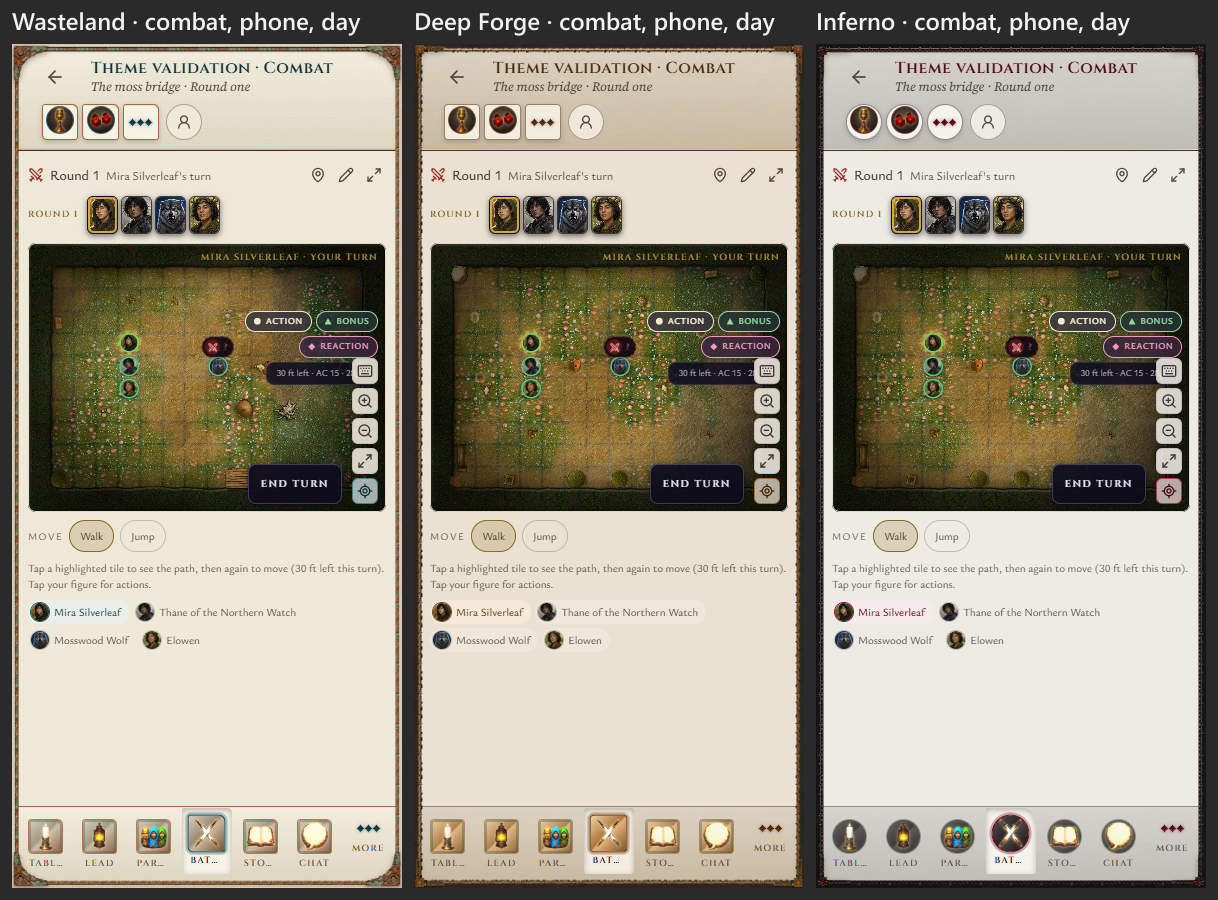 Wasteland · combat, phone, day
THEME VALIDATION · COMBAT
The moss bridge · Round one
Round 1 Mira Silverleaf's turn
ROUND 1
MIRA SILVERLEAF · YOUR TURN
ACTION BONUS
REACTION
?
30 ft left · AC 15 · 2
END TURN
MOVE Walk Jump
Tap a highlighted tile to see the path, then again to move (30 ft left this turn).
Tap your figure for actions.
Mira Silverleaf Thane of the Northern Watch
Mosswood Wolf Elowen
TABL... LEAD PAR... BAT... STO... CHAT MORE
Deep Forge · combat, phone, day
THEME VALIDATION · COMBAT
The moss bridge · Round one
Round 1 Mira Silverleaf's turn
ROUND 1
MIRA SILVERLEAF · YOUR TURN
ACTION BONUS
REACTION
?
30 ft left · AC 15 · 2
END TURN
MOVE Walk Jump
Tap a highlighted tile to see the path, then again to move (30 ft left this turn).
Tap your figure for actions.
Mira Silverleaf Thane of the Northern Watch
Mosswood Wolf Elowen
TABL... LEAD PAR... BAT... STO... CHAT MORE
Inferno · combat, phone, day
THEME VALIDATION · COMBAT
The moss bridge · Round one
Round 1 Mira Silverleaf's turn
ROUND 1
MIRA SILVERLEAF · YOUR TURN
ACTION BONUS
REACTION
?
30 ft left · AC 15 · 2
END TURN
MOVE Walk Jump
Tap a highlighted tile to see the path, then again to move (30 ft left this turn).
Tap your figure for actions.
Mira Silverleaf Thane of the Northern Watch
Mosswood Wolf Elowen
TABL... LEAD PAR... BAT... STO... CHAT MORE